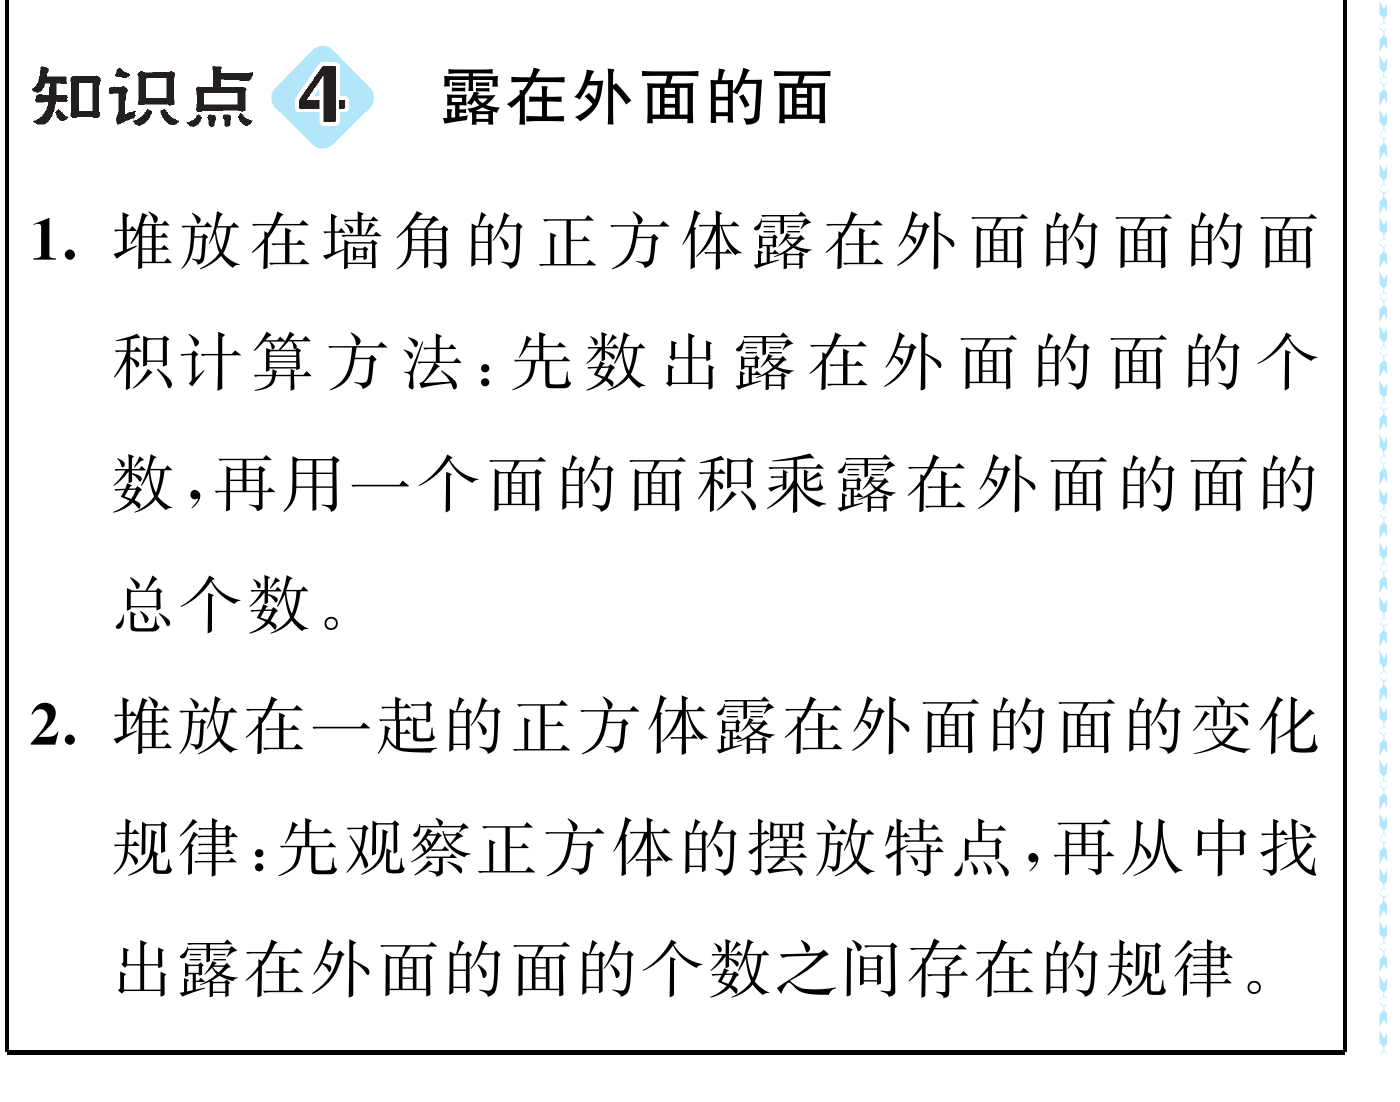 知识点 4 露在外面的面
1. 堆放在墙角的正方体露在外面的面的面
积计算方法:先数出露在外面的面的个
数,再用一个面的面积乘露在外面的面的
总个数。
2. 堆放在一起的正方体露在外面的面的变化
规律:先观察正方体的摆放特点,再从中找
出露在外面的面的个数之间存在的规律。